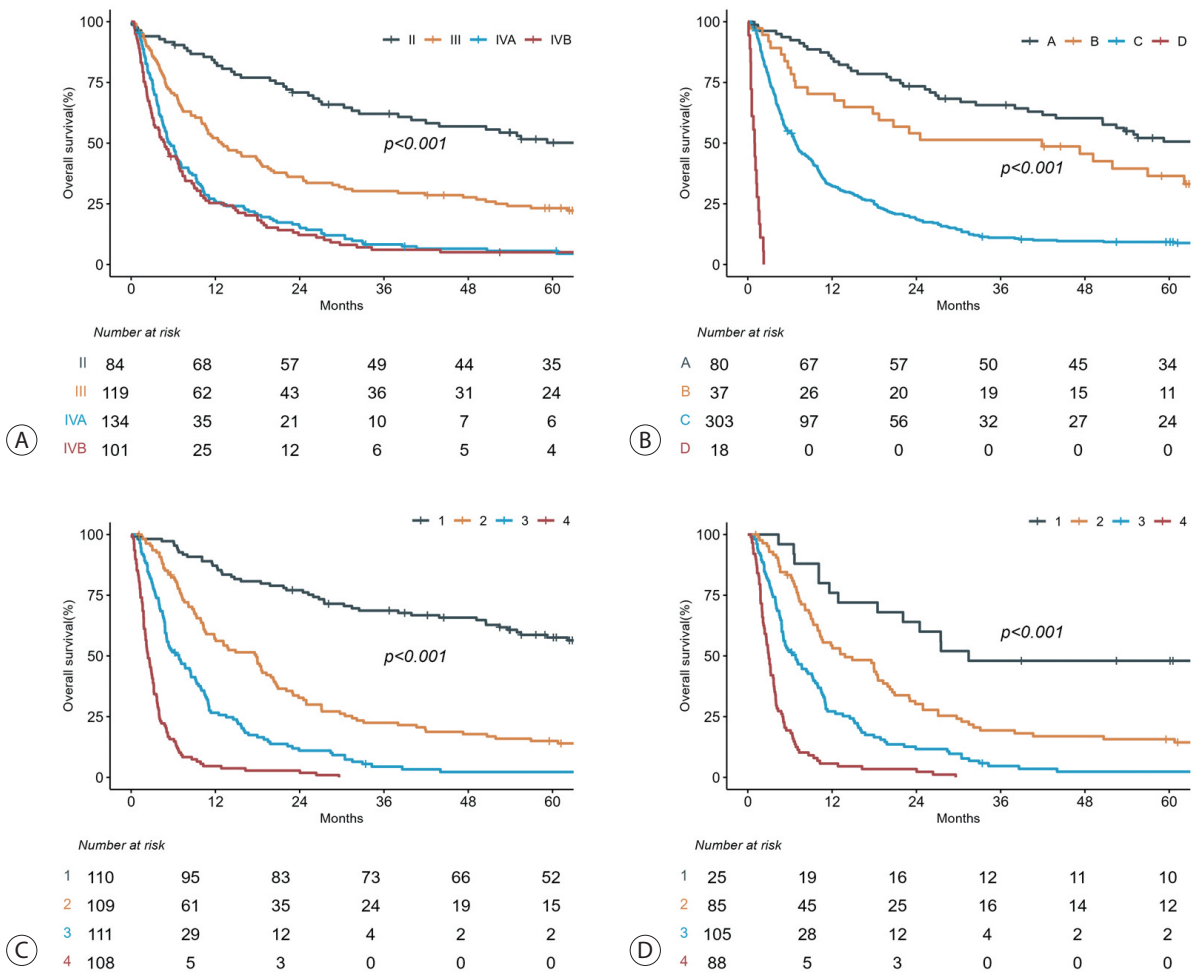 II III IVA IVB
Overall survival(%)
100
75
50
25
0
p<0.001
0 12 24 36 48 60
Months
Number at risk
II 84 68 57 49 44 35
III 119 62 43 36 31 24
IVA 134 35 21 10 7 6
IVB 101 25 12 6 5 4
A
A B C D
Overall survival(%)
100
75
50
25
0
p<0.001
0 12 24 36 48 60
Months
Number at risk
A 80 67 57 50 45 34
B 37 26 20 19 15 11
C 303 97 56 32 27 24
D 18 0 0 0 0 0
B
1 2 3 4
Overall survival(%)
100
75
50
25
0
p<0.001
0 12 24 36 48 60
Months
Number at risk
1 110 95 83 73 66 52
2 109 61 35 24 19 15
3 111 29 12 4 2 2
4 108 5 3 0 0 0
C
1 2 3 4
Overall survival(%)
100
75
50
25
0
p<0.001
0 12 24 36 48 60
Months
Number at risk
1 25 19 16 12 11 10
2 85 45 25 16 14 12
3 105 28 12 4 2 2
4 88 5 3 0 0 0
D